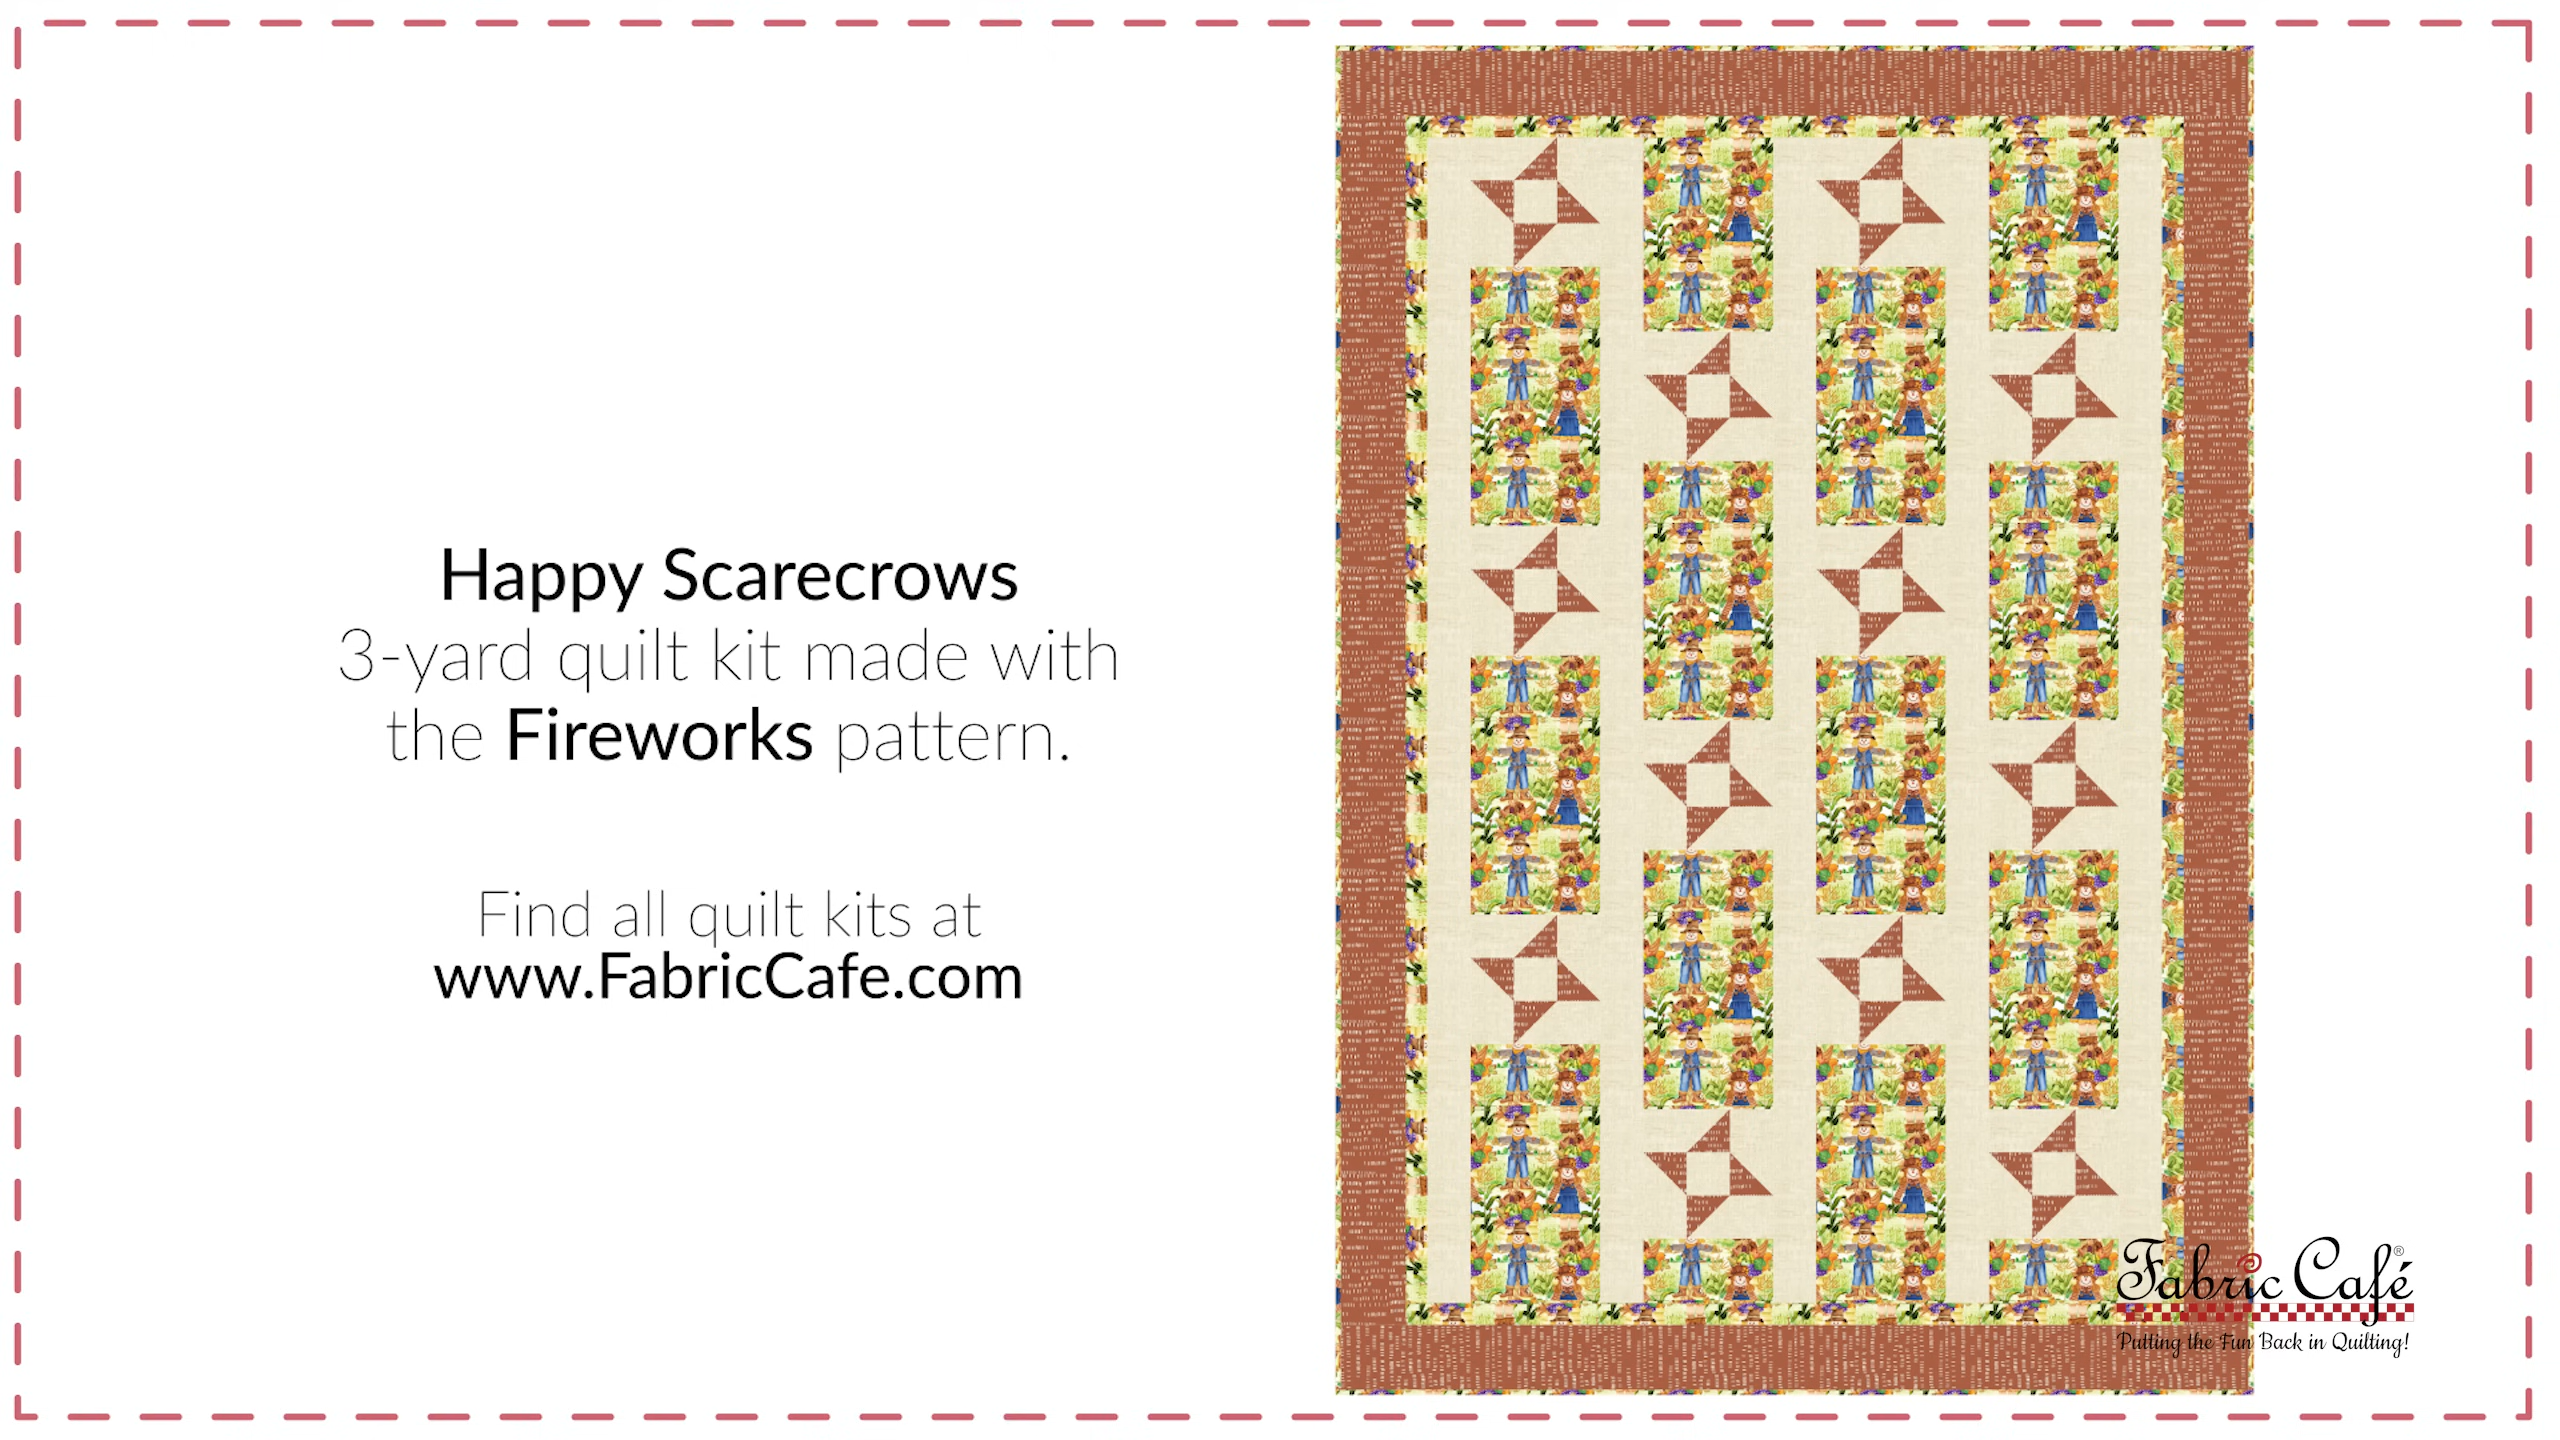 Happy Scarecrows
3-yard quilt kit made with
the Fireworks pattern.
Find all quilt kits at
www.FabricCafe.com
Fabric Café®
Putting the Fun Back in Quilting!